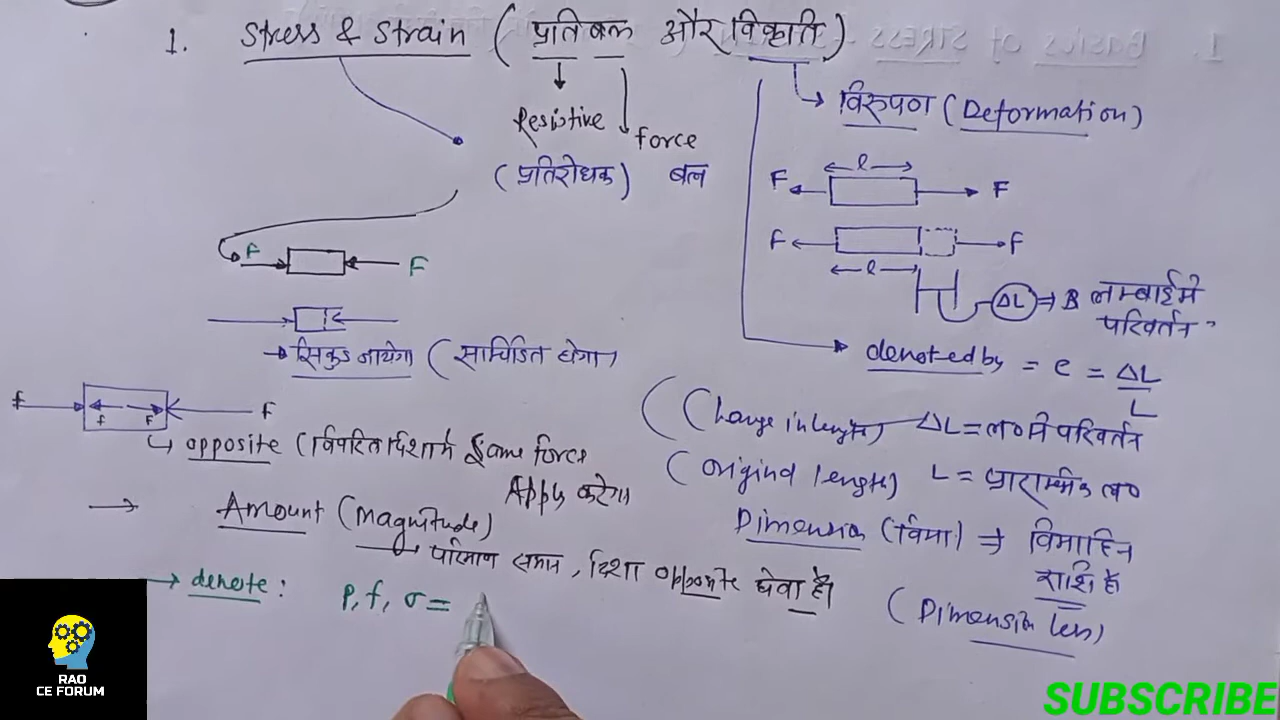 1. Stress & Strain (प्रतिबल और विकृति)
Resistive
force
(प्रतिरोधक) बल
विरुपण (Deformation)
l
F F
F F
l
ΔL ⇒ B लम्बाई मे
परिवर्तन
F F
→ सिकुड जायेगा (
denoted by = e = ΔL
L
f f F F
opposite (विपरित दिशा मे Same force
Apply करेगा
(Change in length) ΔL = ल० मे परिवर्तन
(original length) L = प्रारम्भिक ल०
→ Amount (Magnitude)
→ परिमाण समान, दिशा opposite होता है।
Dimension (विमा) ⇒ विमाहिन
राशि है
(Dimension less)
→ denote : P, f, σ =
RAO
CE FORUM
SUBSCRIBE